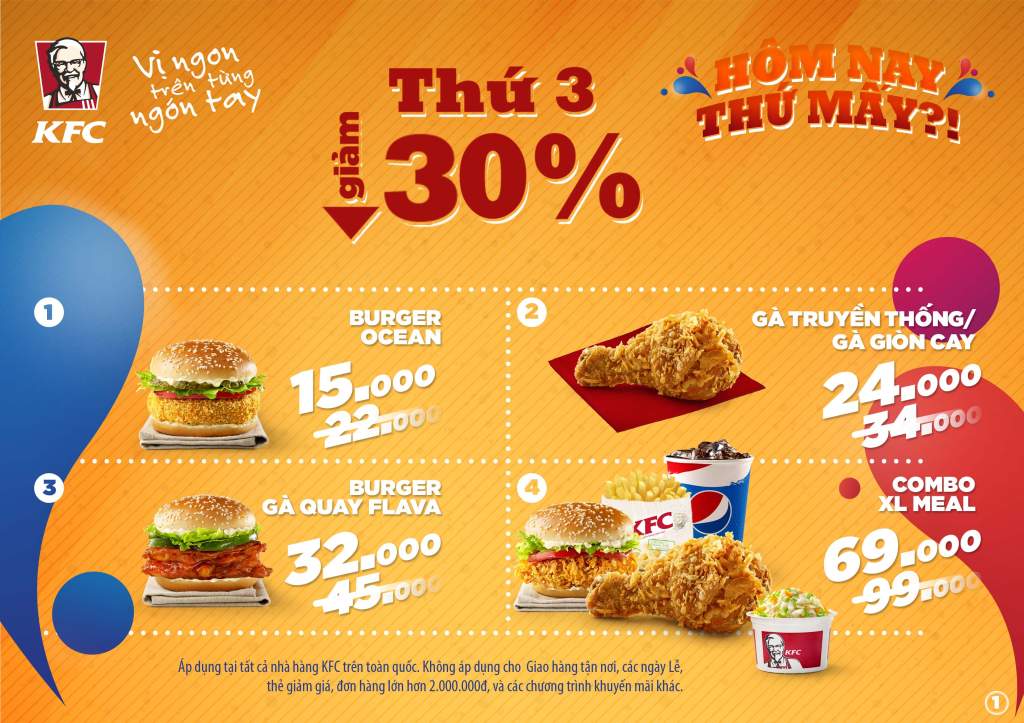 KFC
Vị ngon
trên từng
ngón tay
Thứ 3
giảm
30%
HÔM NAY
THỨ MẤY?!
1
BURGER
OCEAN
15.000
22.000
2
GÀ TRUYỀN THỐNG/
GÀ GIÒN CAY
24.000
34.000
3
BURGER
GÀ QUAY FLAVA
32.000
45.000
4
COMBO
XL MEAL
69.000
99.000
KFC
KFC
Áp dụng tại tất cả nhà hàng KFC trên toàn quốc. Không áp dụng cho Giao hàng tận nơi, các ngày Lễ,
thẻ giảm giá, đơn hàng lớn hơn 2.000.000đ, và các chương trình khuyến mãi khác.
1